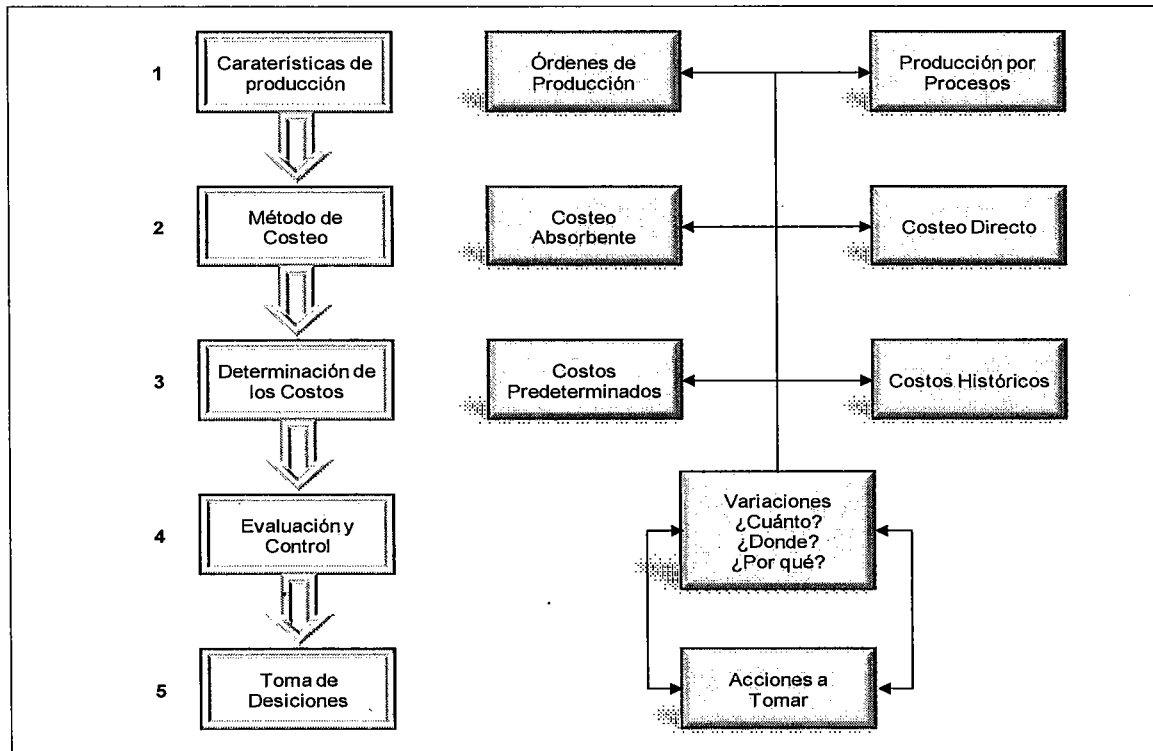 1
Caraterísticas de
producción
Órdenes de
Producción
Producción por
Procesos
2
Método de
Costeo
Costeo
Absorbente
Costeo Directo
3
Determinación de
los Costos
Costos
Predeterminados
Costos Históricos
4
Evaluación y
Control
Variaciones
¿Cuánto?
¿Donde?
¿Por qué?
5
Toma de
Desiciones
Acciones a
Tomar